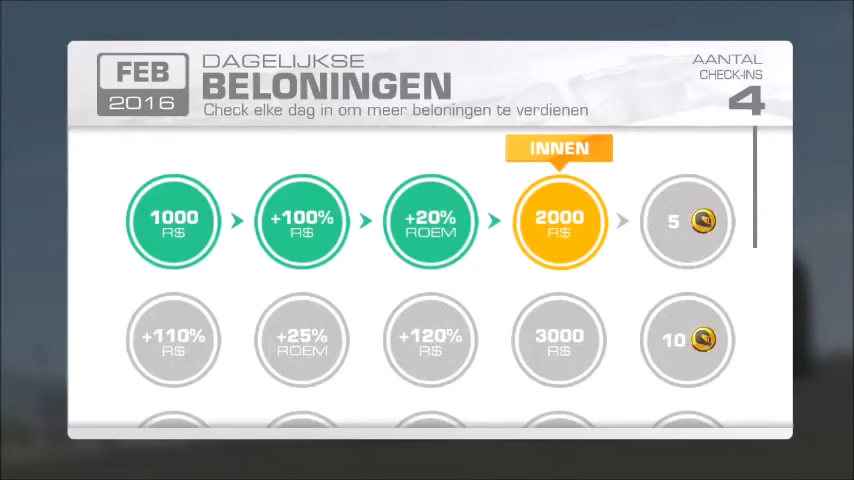 FEB
2016
DAGELIJKSE
BELONINGEN
Check elke dag in om meer beloningen te verdienen
AANTAL
CHECK-INS
4
INNEN
1000
R$
+100%
R$
+20%
ROEM
2000
R$
5
+110%
R$
+25%
ROEM
+120%
R$
3000
R$
10